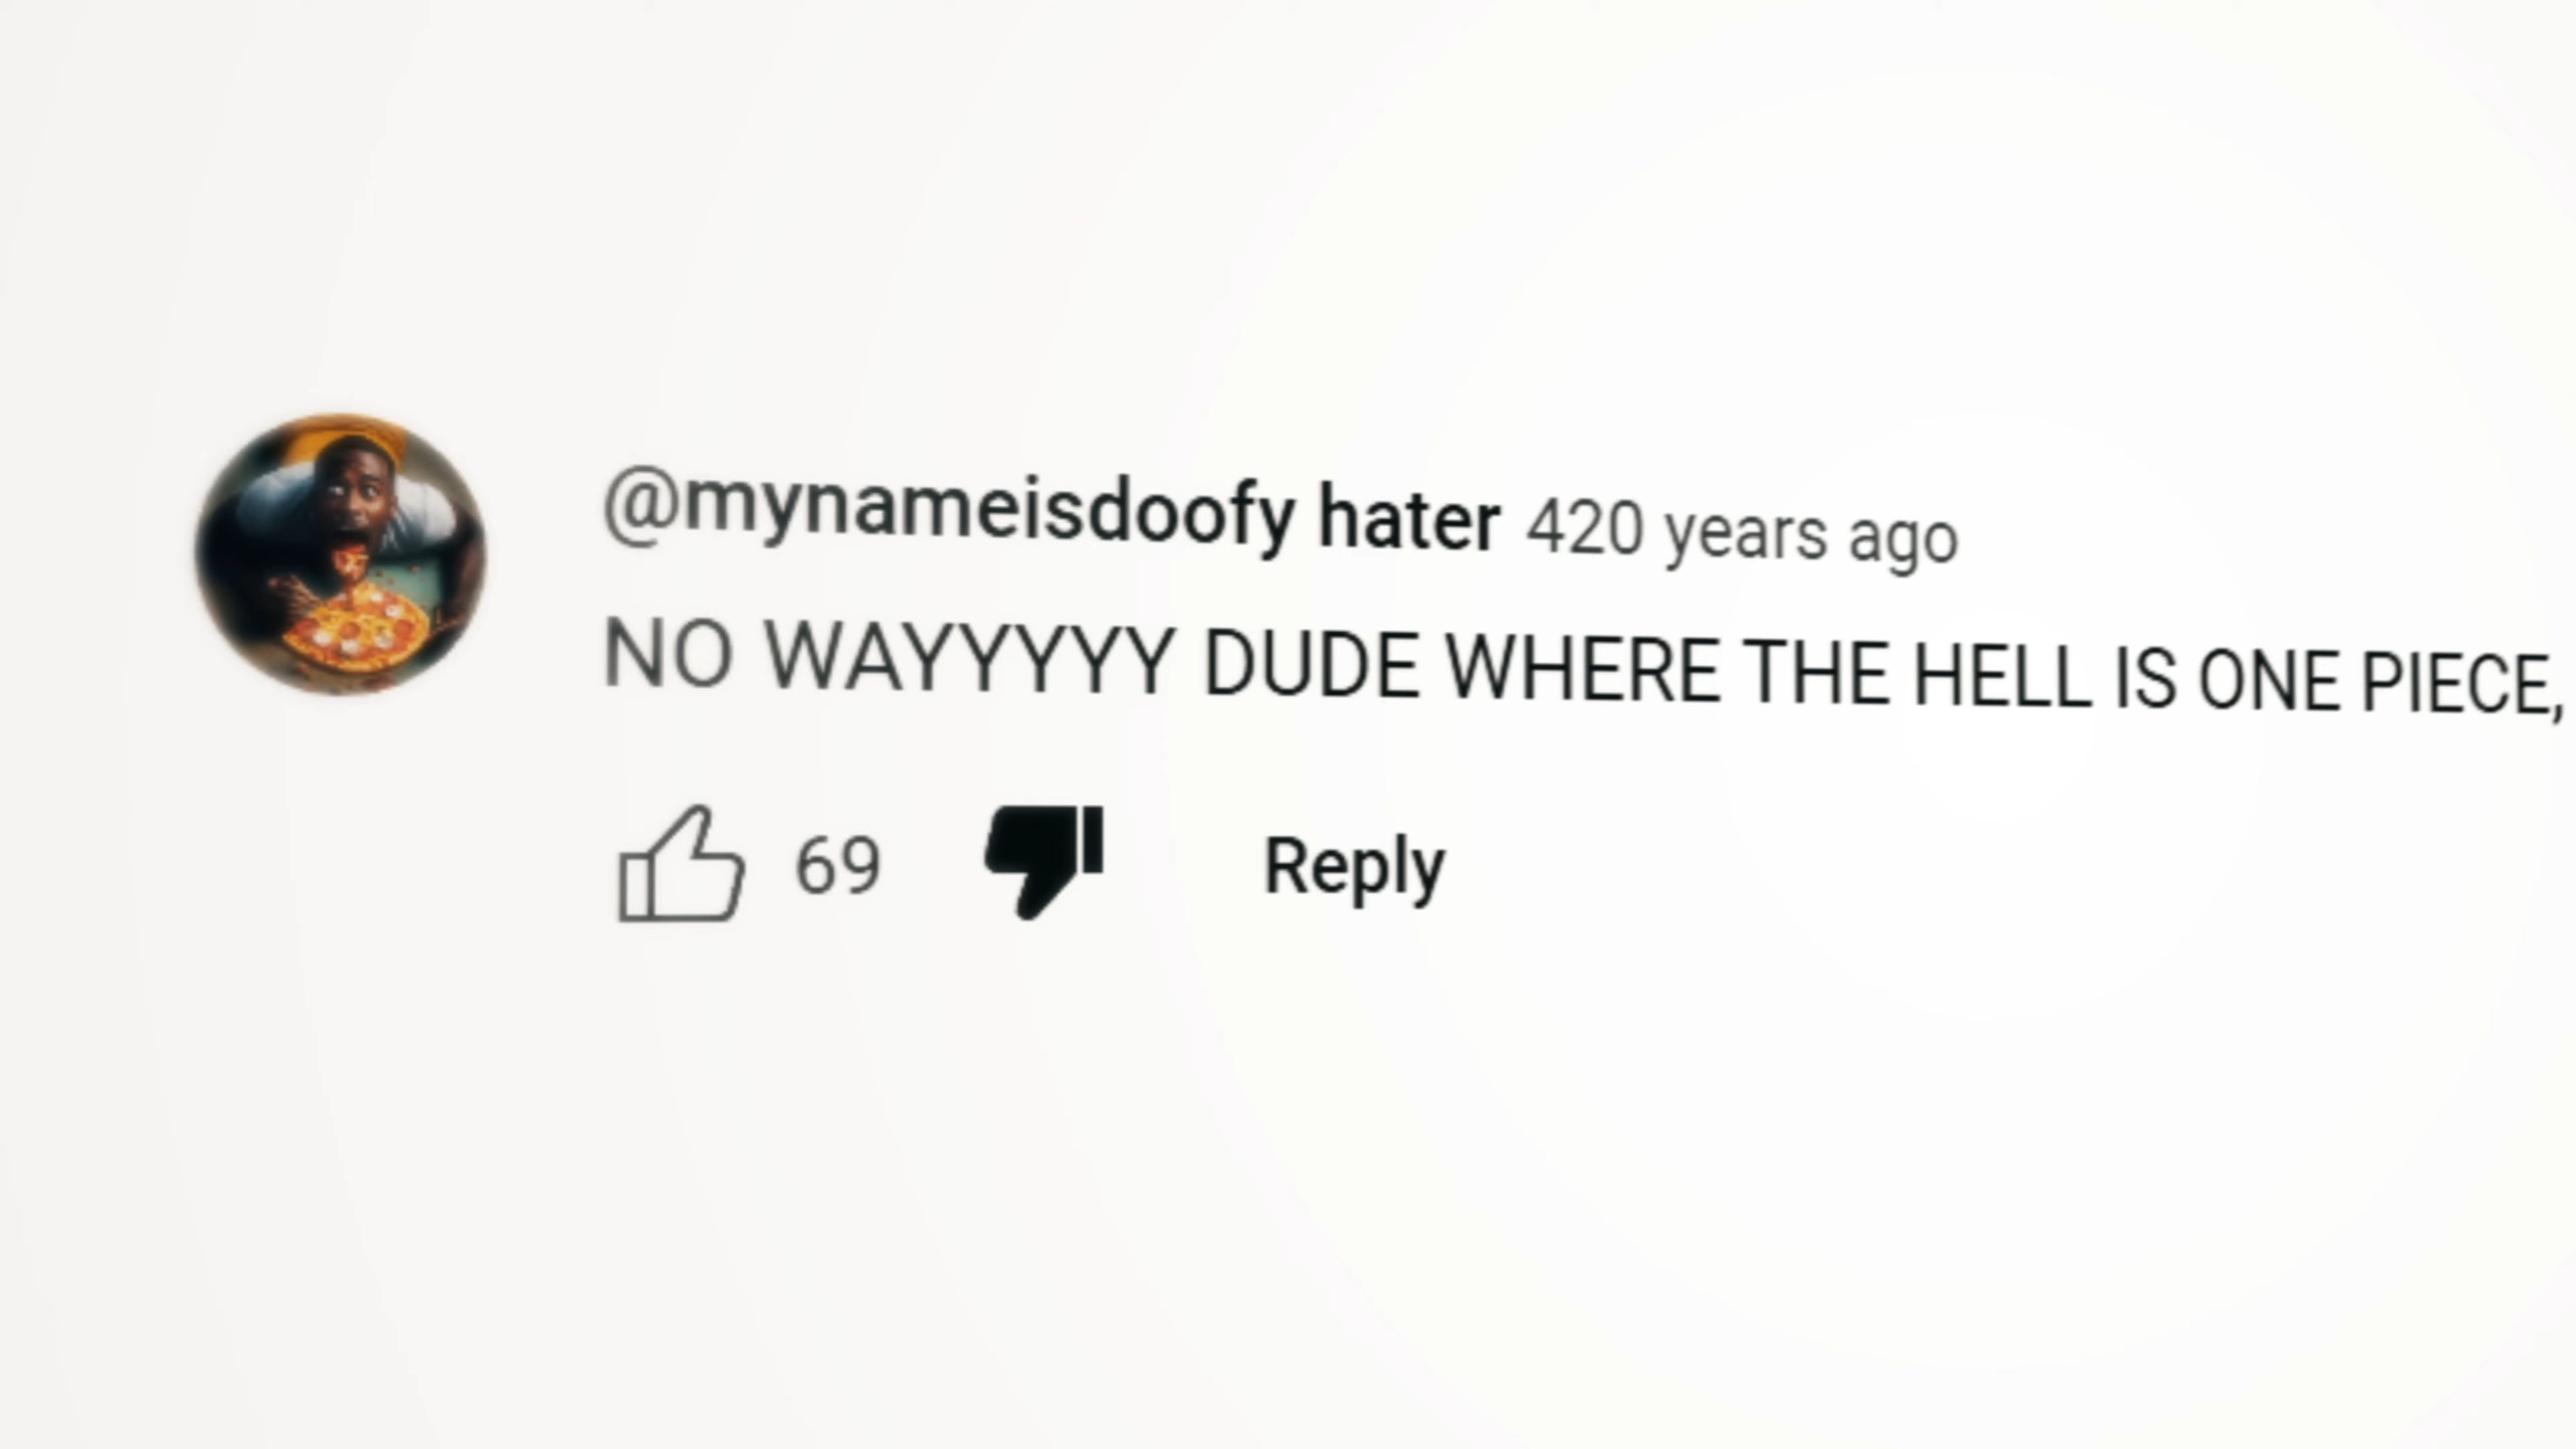 @mynameisdoofy hater 420 years ago
NO WAYYYYY DUDE WHERE THE HELL IS ONE PIECE,
69 Reply